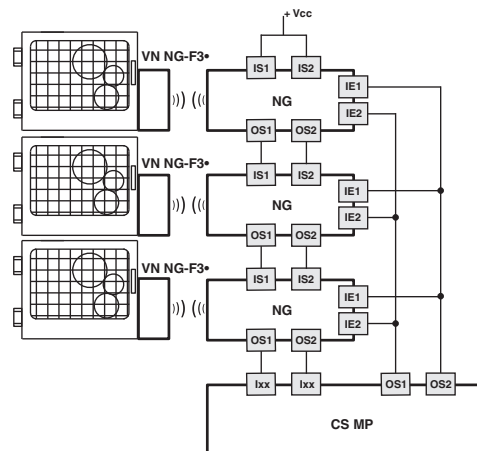 + Vcc
VN NG-F3•
IS1 IS2
IE1
NG
IE2
OS1 OS2
VN NG-F3•
IS1 IS2
IE1
NG
IE2
OS1 OS2
VN NG-F3•
IS1 IS2
IE1
NG
IE2
OS1 OS2
Ixx Ixx OS1 OS2
CS MP